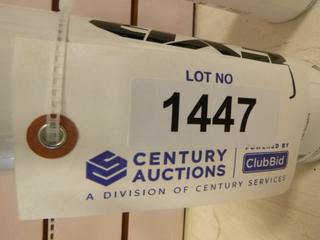 LOT NO
1447
CENTURY
AUCTIONS
POWERED BY
ClubBid
A DIVISION OF CENTURY SERVICES